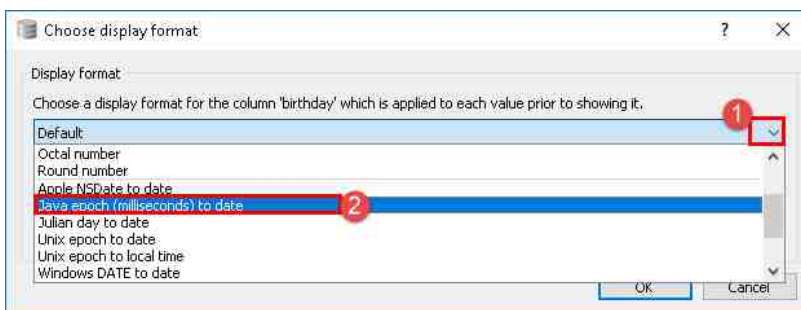 Choose display format
?
Display format
Choose a display format for the column 'birthday' which is applied to each value prior to showing it.
1
Default
Octal number
Round number
Apple NSDate to date
Java epoch (milliseconds) to date
2
Julian day to date
Unix epoch to date
Unix epoch to local time
Windows DATE to date
OK
Cancel